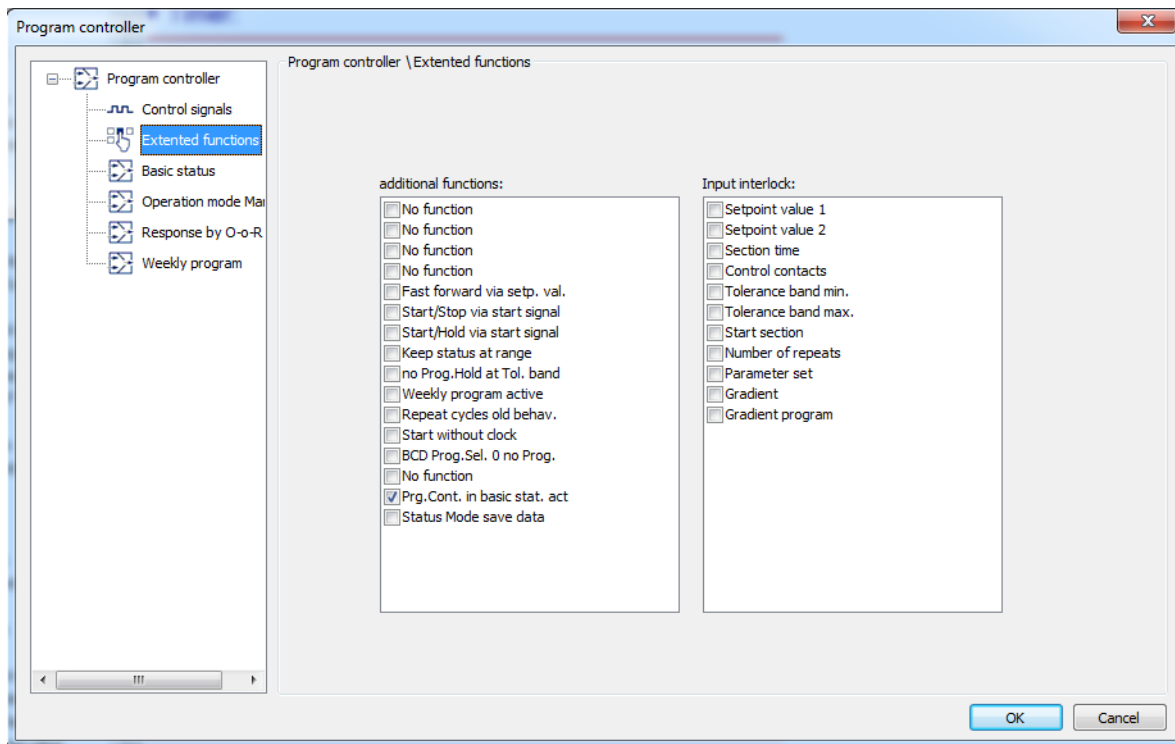 Timer.
Program controller
Program controller
Control signals
Extented functions
Basic status
Operation mode Ma
Response by O-o-R
Weekly program
Program controller \ Extented functions
additional functions:
No function
No function
No function
No function
Fast forward via setp. val.
Start/Stop via start signal
Start/Hold via start signal
Keep status at range
no Prog.Hold at Tol. band
Weekly program active
Repeat cycles old behav.
Start without clock
BCD Prog.Sel. 0 no Prog.
No function
Prg.Cont. in basic stat. act
Status Mode save data
Input interlock:
Setpoint value 1
Setpoint value 2
Section time
Control contacts
Tolerance band min.
Tolerance band max.
Start section
Number of repeats
Parameter set
Gradient
Gradient program
OK
Cancel